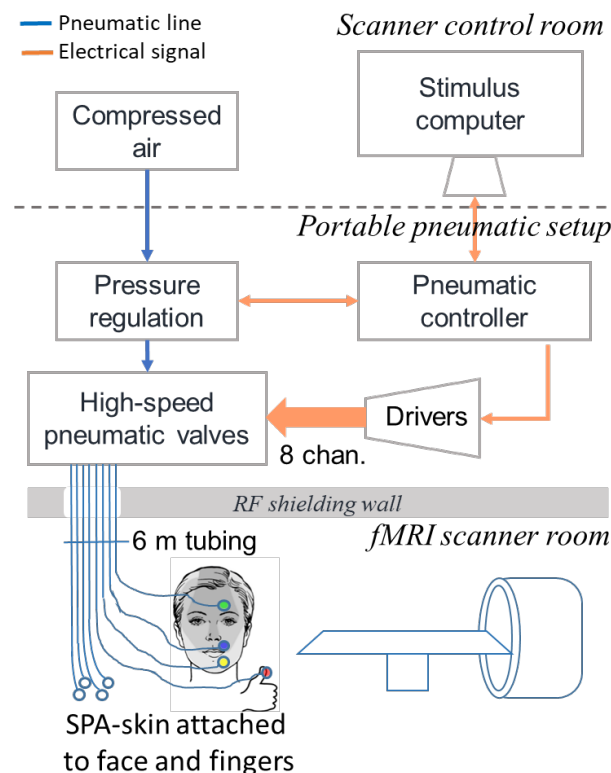 Pneumatic line
Electrical signal
Scanner control room
Compressed
air
Stimulus
computer
Portable pneumatic setup
Pressure
regulation
Pneumatic
controller
High-speed
pneumatic valves
Drivers
8 chan.
RF shielding wall
6 m tubing
fMRI scanner room
SPA-skin attached
to face and fingers